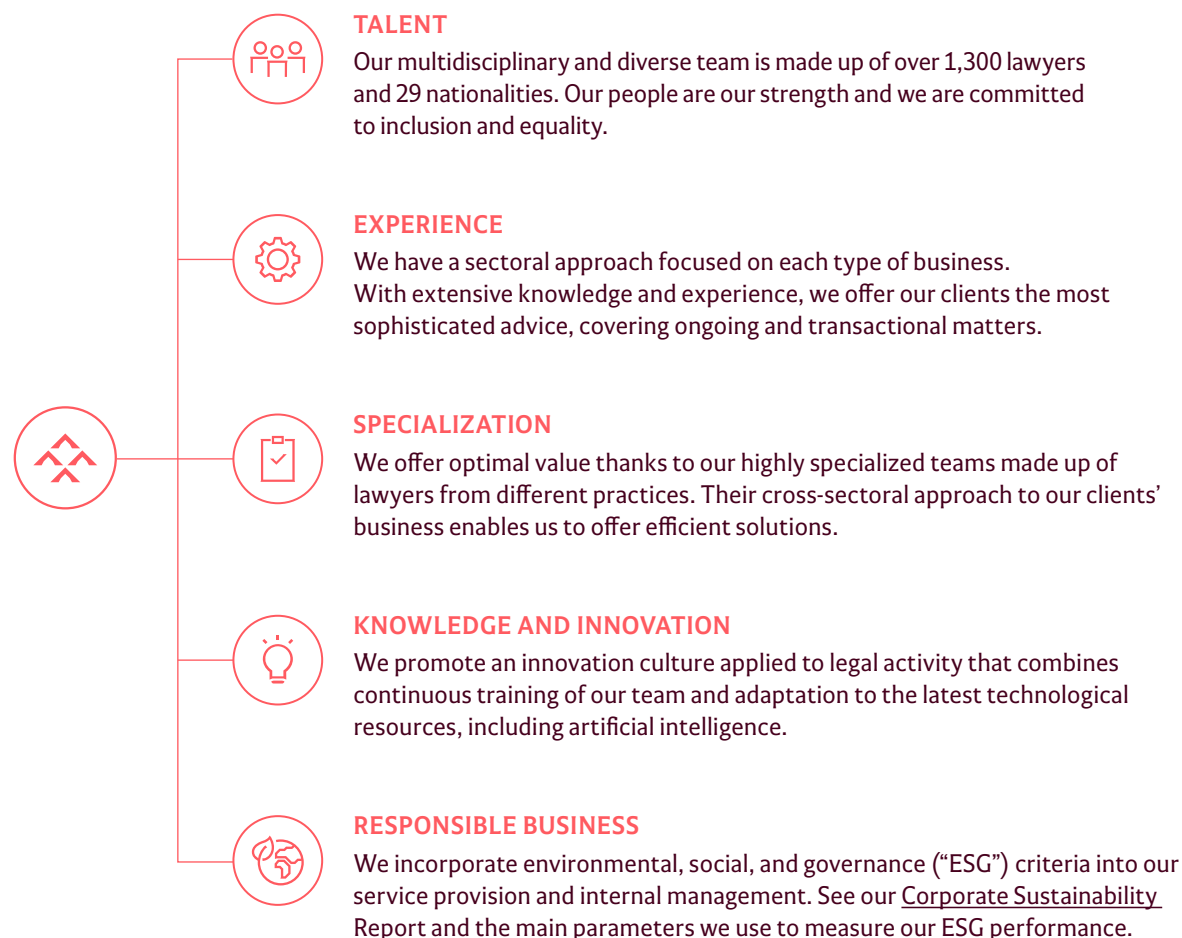 TALENT
Our multidisciplinary and diverse team is made up of over 1,300 lawyers
and 29 nationalities. Our people are our strength and we are committed
to inclusion and equality.
EXPERIENCE
We have a sectoral approach focused on each type of business.
With extensive knowledge and experience, we offer our clients the most
sophisticated advice, covering ongoing and transactional matters.
SPECIALIZATION
We offer optimal value thanks to our highly specialized teams made up of
lawyers from different practices. Their cross-sectoral approach to our clients’
business enables us to offer efficient solutions.
KNOWLEDGE AND INNOVATION
We promote an innovation culture applied to legal activity that combines
continuous training of our team and adaptation to the latest technological
resources, including artificial intelligence.
RESPONSIBLE BUSINESS
We incorporate environmental, social, and governance (“ESG”) criteria into our
service provision and internal management. See our Corporate Sustainability
Report and the main parameters we use to measure our ESG performance.